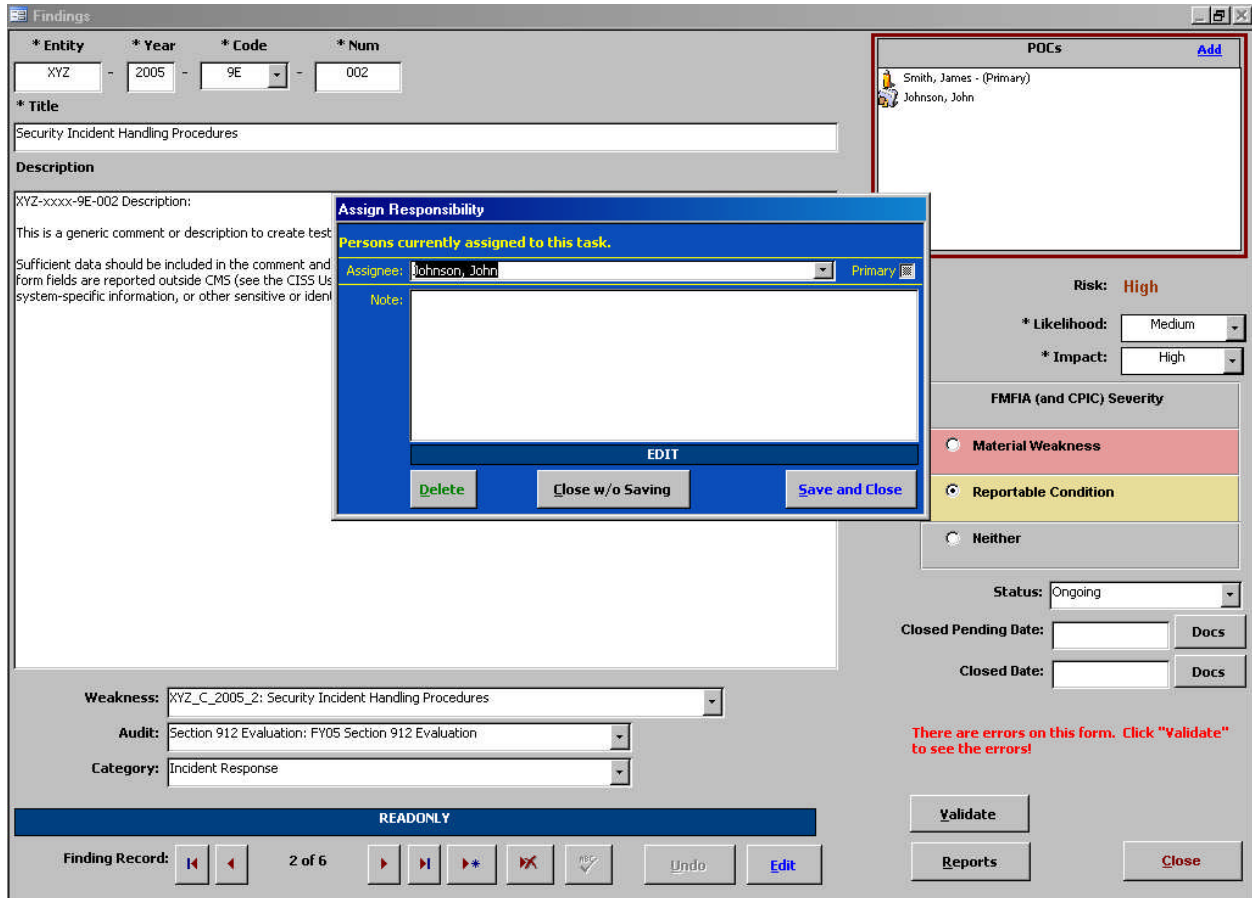 Findings
* Entity * Year * Code * Num
XYZ - 2005 - 9E - 002
* Title
Security Incident Handling Procedures
Description
XYZ-xxxx-9E-002 Description:
This is a generic comment or description to create test
Sufficient data should be included in the comment and
form fields are reported outside CMS (see the CISS Us
system-specific information, or other sensitive or iden
POCs Add
Smith, James - (Primary)
Johnson, John
Assign Responsibility
Persons currently assigned to this task.
Assignee: Johnson, John Primary
Note:
EDIT
Delete Close w/o Saving Save and Close
Risk: High
* Likelihood: Medium
* Impact: High
FMFIA (and CPIC) Severity
Material Weakness
Reportable Condition
Neither
Status: Ongoing
Closed Pending Date: Docs
Closed Date: Docs
Weakness: XYZ_C_2005_2: Security Incident Handling Procedures
Audit: Section 912 Evaluation: FY05 Section 912 Evaluation
Category: Incident Response
There are errors on this form. Click "Validate"
to see the errors!
READONLY
Validate
Finding Record: 2 of 6 ABC Undo Edit
Reports Close